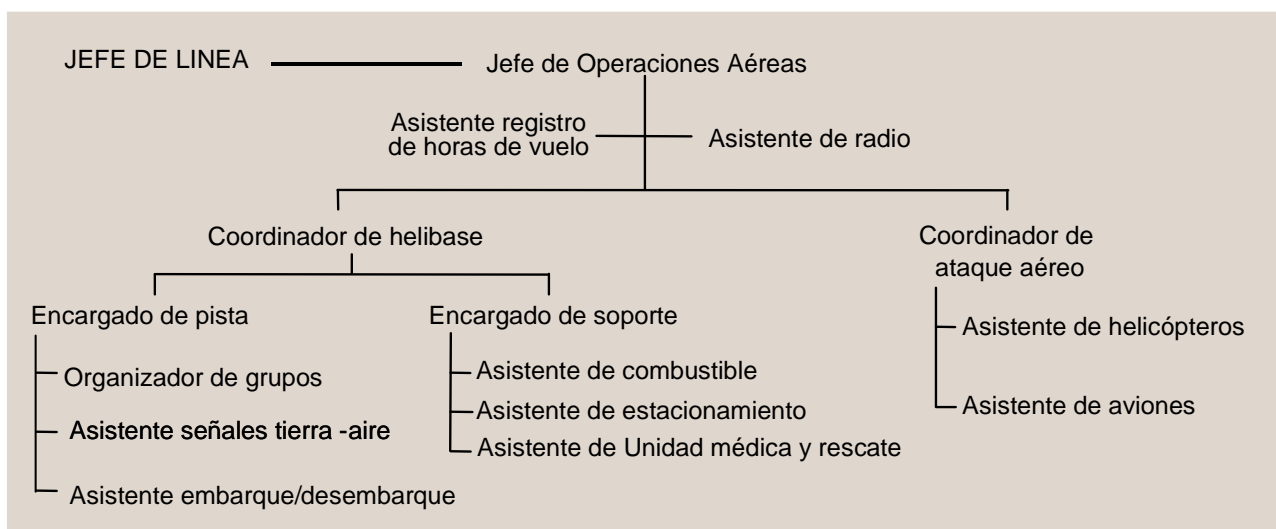 JEFE DE LINEA
Jefe de Operaciones Aéreas
Asistente registro
de horas de vuelo
Asistente de radio
Coordinador de helibase
Coordinador de
ataque aéreo
Encargado de pista
Encargado de soporte
Organizador de grupos
Asistente señales tierra -aire
Asistente embarque/desembarque
Asistente de combustible
Asistente de estacionamiento
Asistente de Unidad médica y rescate
Asistente de helicópteros
Asistente de aviones